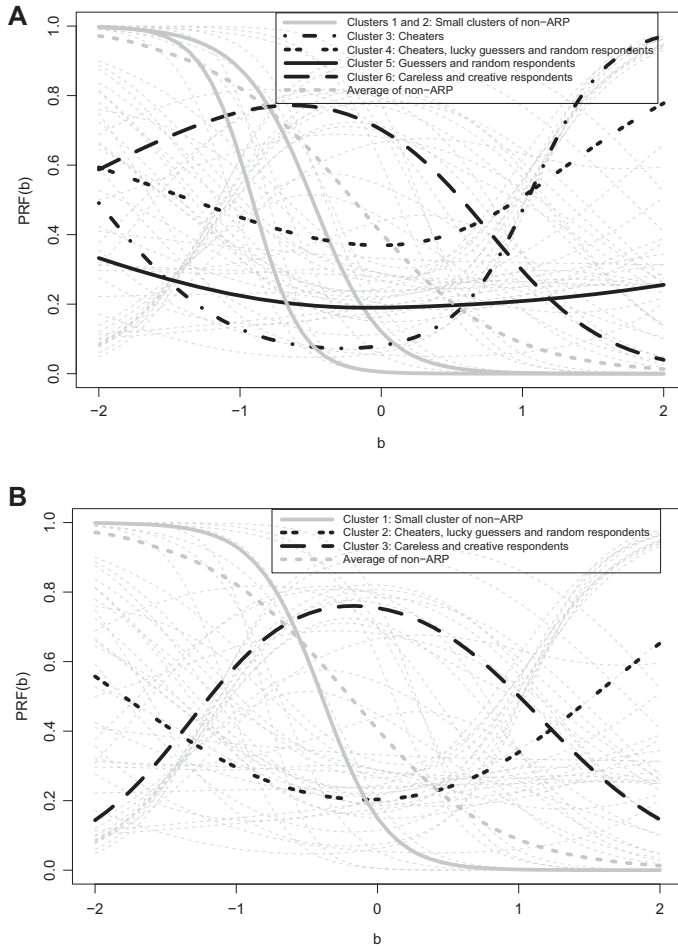 A
Clusters 1 and 2: Small clusters of non-ARP
Cluster 3: Cheaters
Cluster 4: Cheaters, lucky guessers and random respondents
Cluster 5: Guessers and random respondents
Cluster 6: Careless and creative respondents
Average of non-ARP
PRF(b)
1.0
0.8
0.6
0.4
0.2
0.0
−2
−1
0
1
2
b
B
Cluster 1: Small cluster of non-ARP
Cluster 2: Cheaters, lucky guessers and random respondents
Cluster 3: Careless and creative respondents
Average of non-ARP
PRF(b)
1.0
0.8
0.6
0.4
0.2
0.0
−2
−1
0
1
2
b